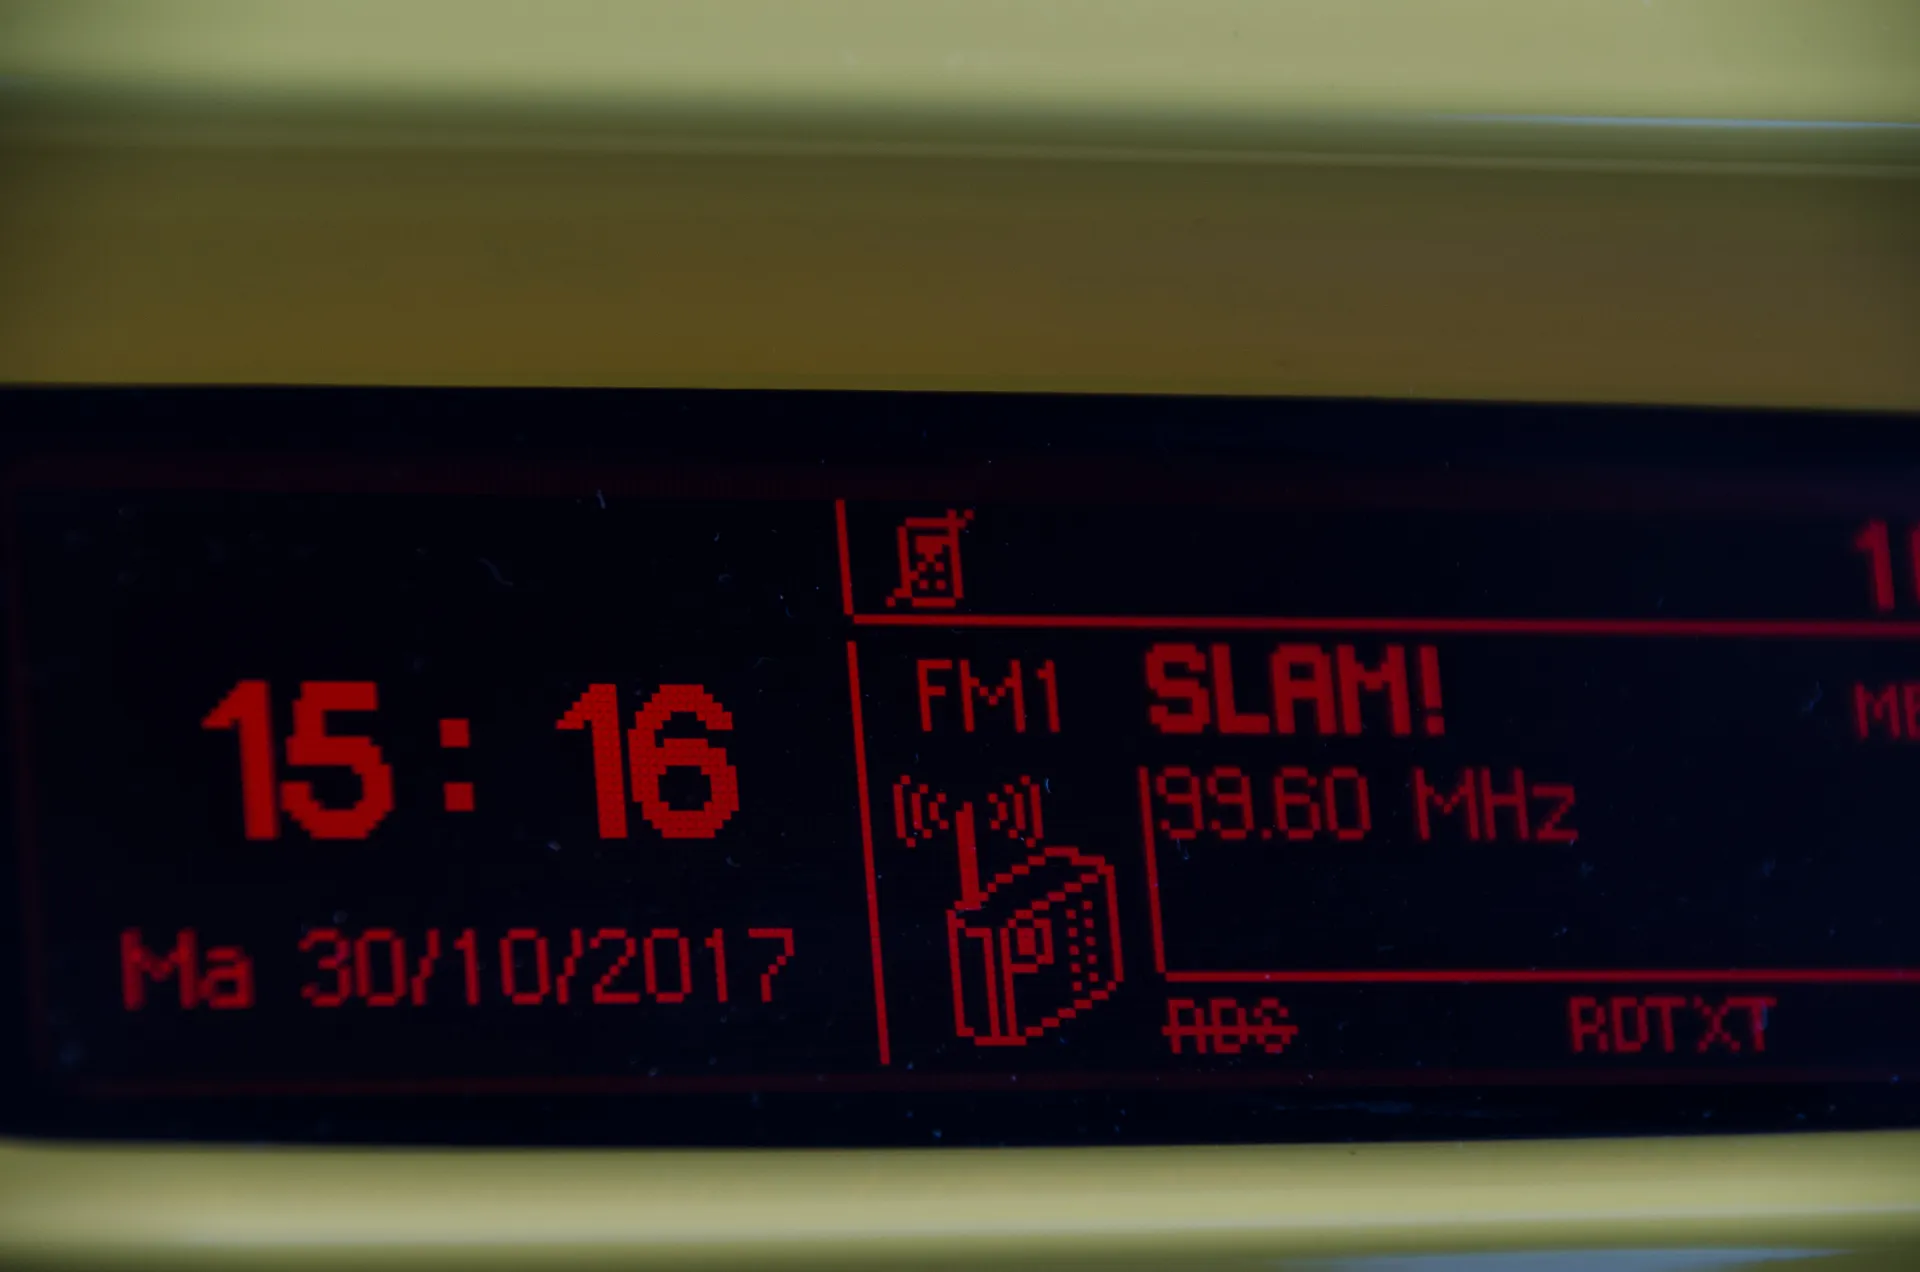 15:16
Ma 30/10/2017
FM1 SLAM!
99.60 MHz
RDS RDTXT